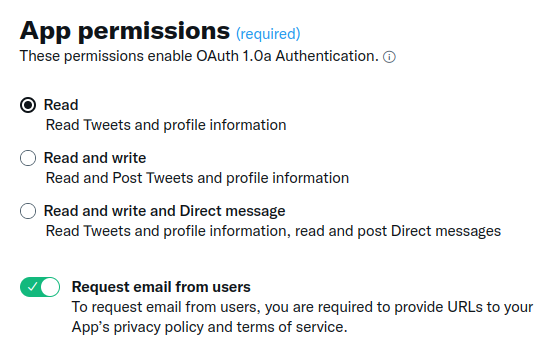 App permissions (required)
These permissions enable OAuth 1.0a Authentication.
Read
Read Tweets and profile information
Read and write
Read and Post Tweets and profile information
Read and write and Direct message
Read Tweets and profile information, read and post Direct messages
Request email from users
To request email from users, you are required to provide URLs to your
App's privacy policy and terms of service.